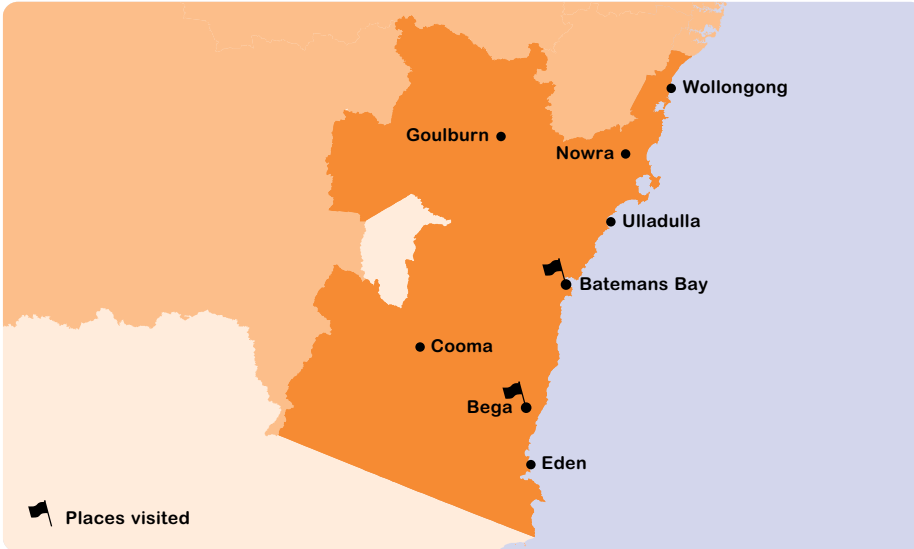 Wollongong
Goulburn
Nowra
Ulladulla
Batemans Bay
Cooma
Bega
Eden
Places visited